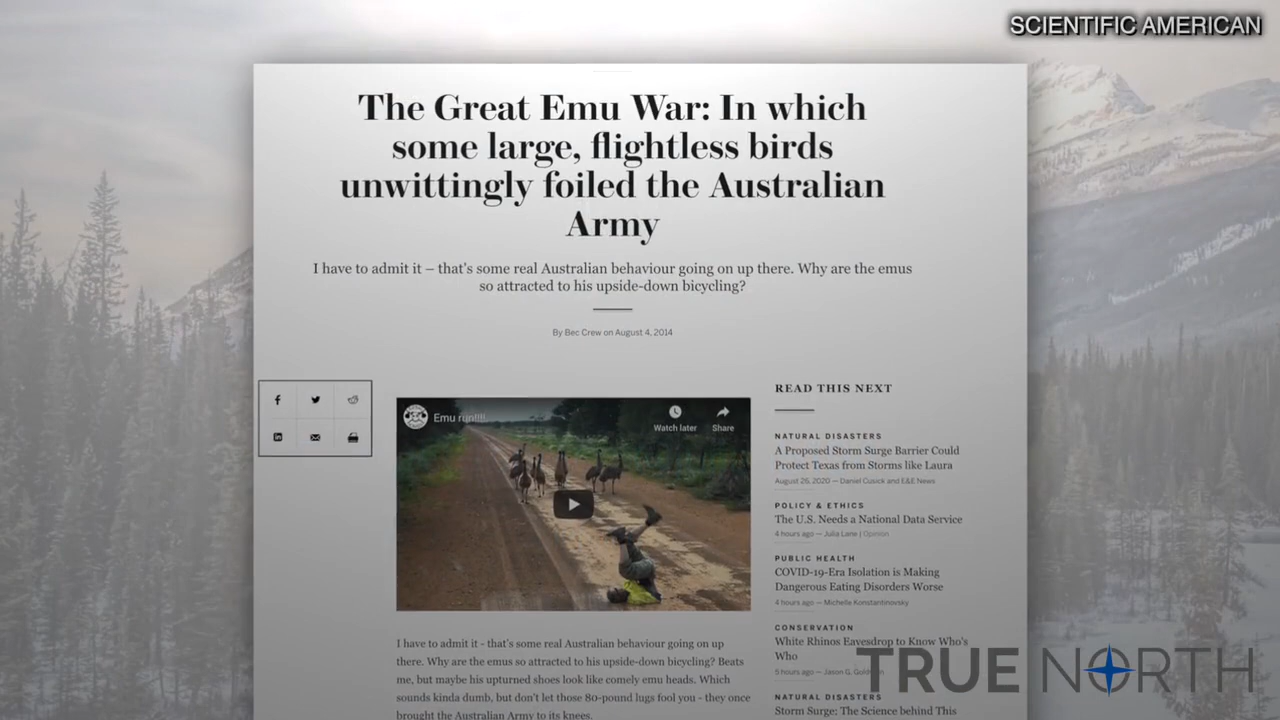 SCIENTIFIC AMERICAN
The Great Emu War: In which
some large, flightless birds
unwittingly foiled the Australian
Army
I have to admit it – that's some real Australian behaviour going on up there. Why are the emus
so attracted to his upside-down bicycling?
By Bec Crew on August 4, 2014
Emu run!!!!
Watch later
Share
I have to admit it - that's some real Australian behaviour going on up
there. Why are the emus so attracted to his upside-down bicycling? Beats
me, but maybe his upturned shoes look like comely emu heads. Which
sounds kinda dumb, but don't let those 80-pound lugs fool you - they once
brought the Australian Army to its knees.
READ THIS NEXT
NATURAL DISASTERS
A Proposed Storm Surge Barrier Could
Protect Texas from Storms like Laura
August 26, 2020 — Daniel Cusick and E&E News
POLICY & ETHICS
The U.S. Needs a National Data Service
4 hours ago — Julia Lane | Opinion
PUBLIC HEALTH
COVID-19-Era Isolation is Making
Dangerous Eating Disorders Worse
4 hours ago — Michelle Konstantinovsky
CONSERVATION
White Rhinos Eavesdrop to Know Who's
Who
5 hours ago — Jason G.
NATURAL DISASTERS
Storm Surge: The Science behind This
TRUE NORTH